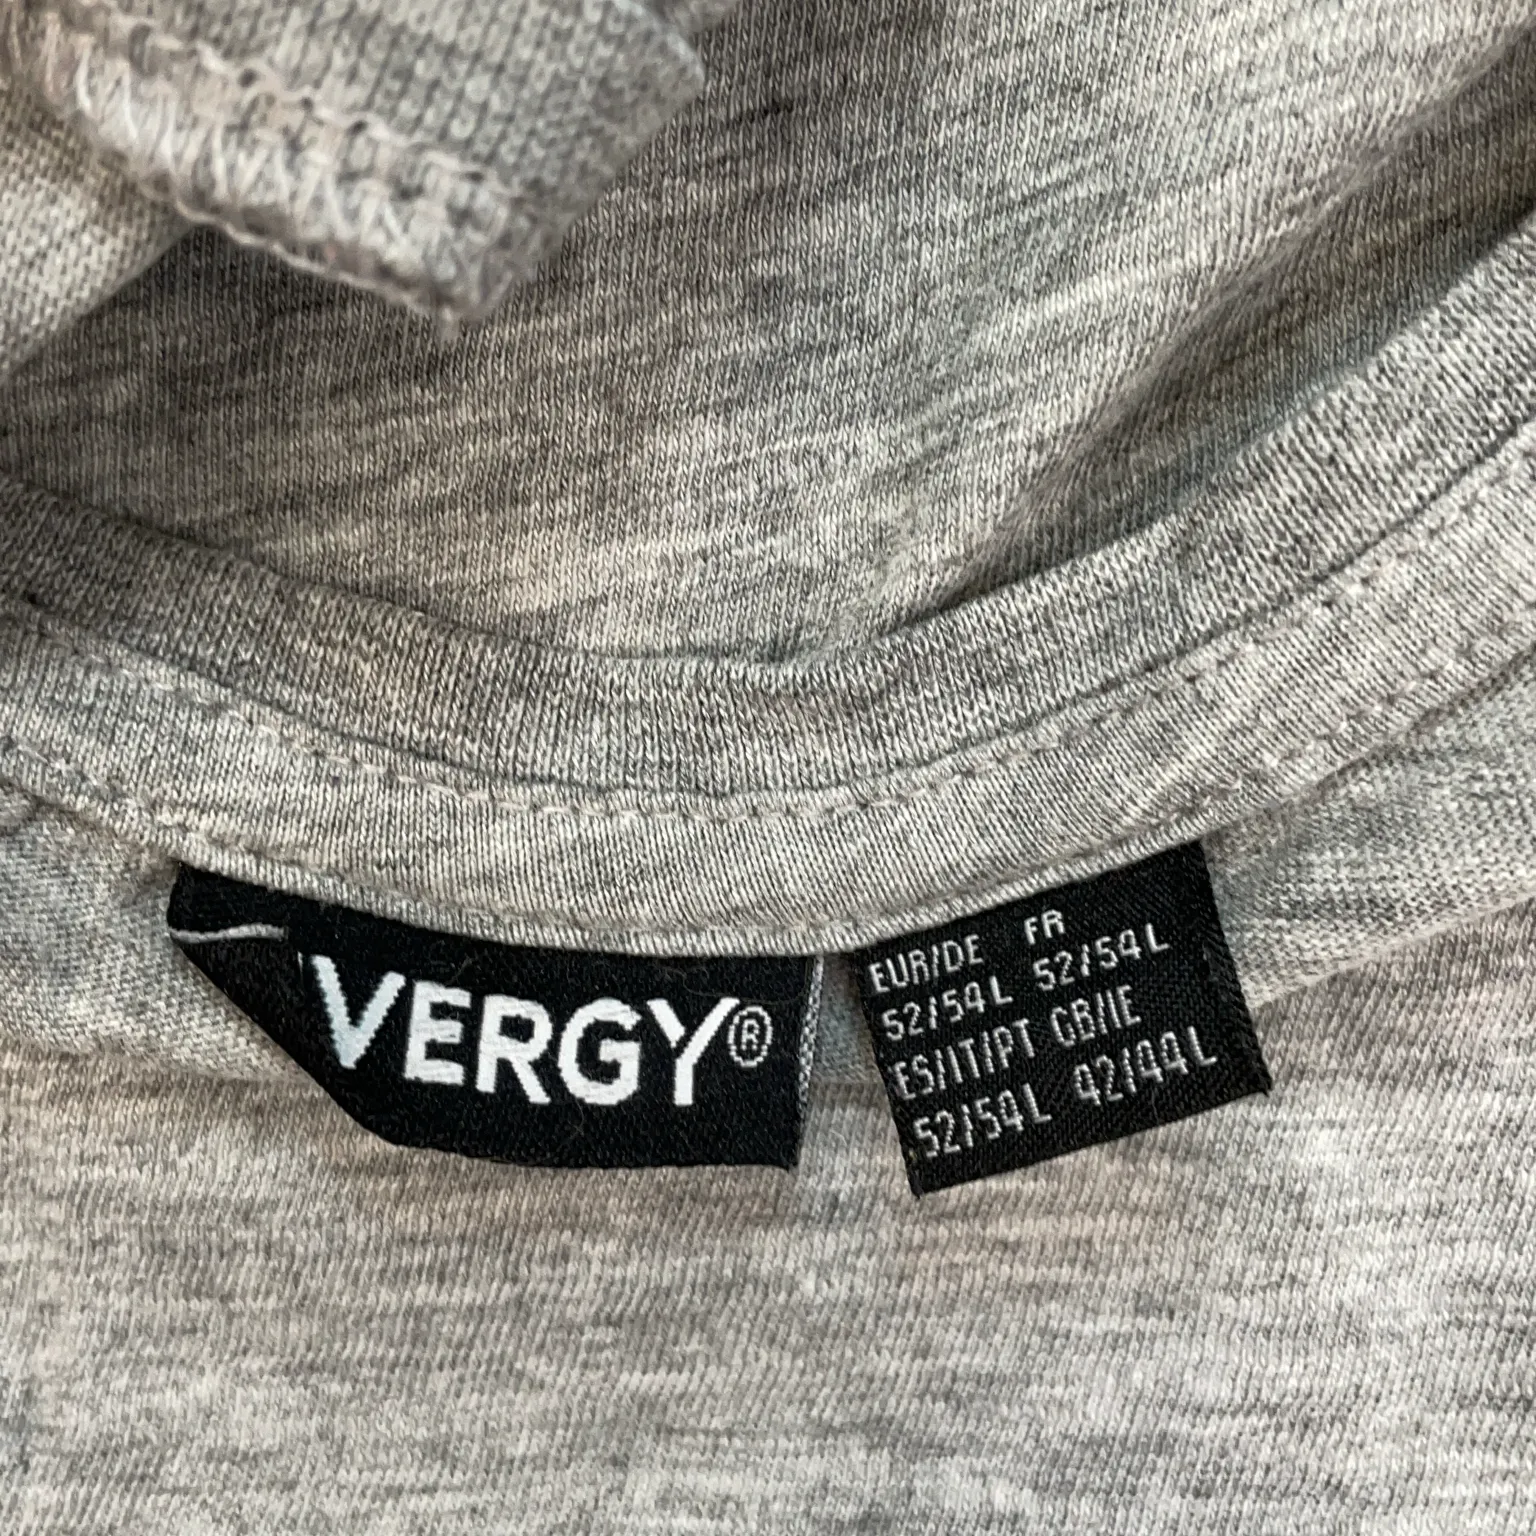 VERGY®
EUR/DE FR
52/54L 52/54L
ES/IT/PT GB/IE
52/54L 42/44L